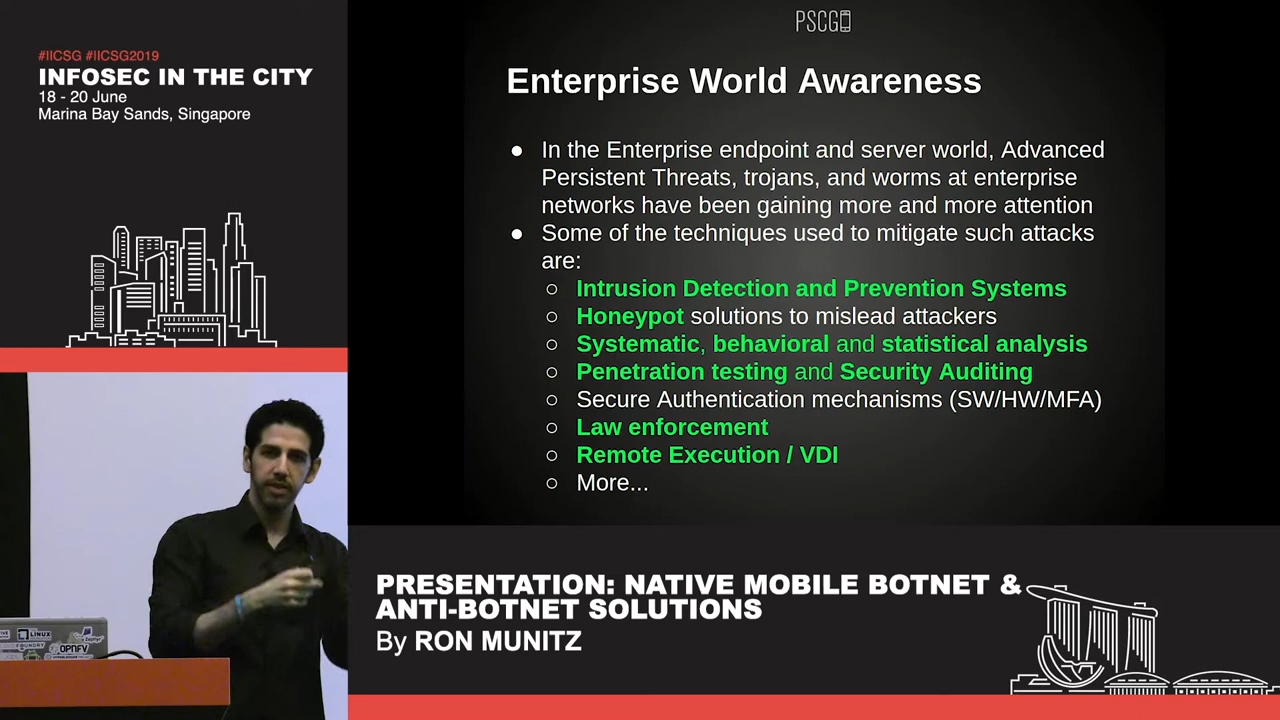 #IICSG #IICSG2019
INFOSEC IN THE CITY
18 - 20 June
Marina Bay Sands, Singapore
PSCG
Enterprise World Awareness
● In the Enterprise endpoint and server world, Advanced
Persistent Threats, trojans, and worms at enterprise
networks have been gaining more and more attention
● Some of the techniques used to mitigate such attacks
are:
○ Intrusion Detection and Prevention Systems
○ Honeypot solutions to mislead attackers
○ Systematic, behavioral and statistical analysis
○ Penetration testing and Security Auditing
○ Secure Authentication mechanisms (SW/HW/MFA)
○ Law enforcement
○ Remote Execution / VDI
○ More...
LINUX
OPNFV
PRESENTATION: NATIVE MOBILE BOTNET &
ANTI-BOTNET SOLUTIONS
By RON MUNITZ